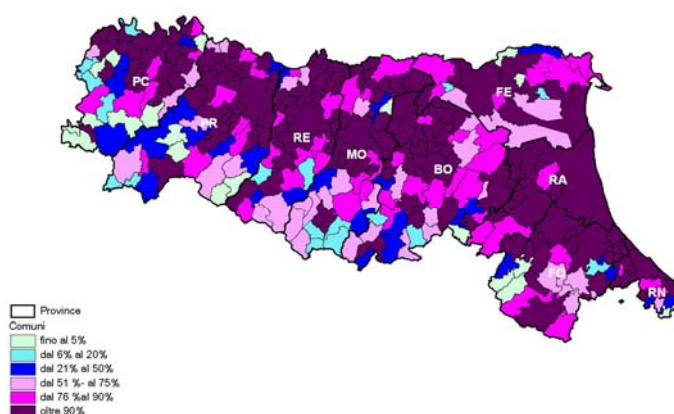 PC
PR
RE
MO
BO
FE
RA
FO
RN
Province
Comuni
fino al 5%
dal 6% al 20%
dal 21% al 50%
dal 51 %- al 75%
dal 76 %al 90%
oltre 90%